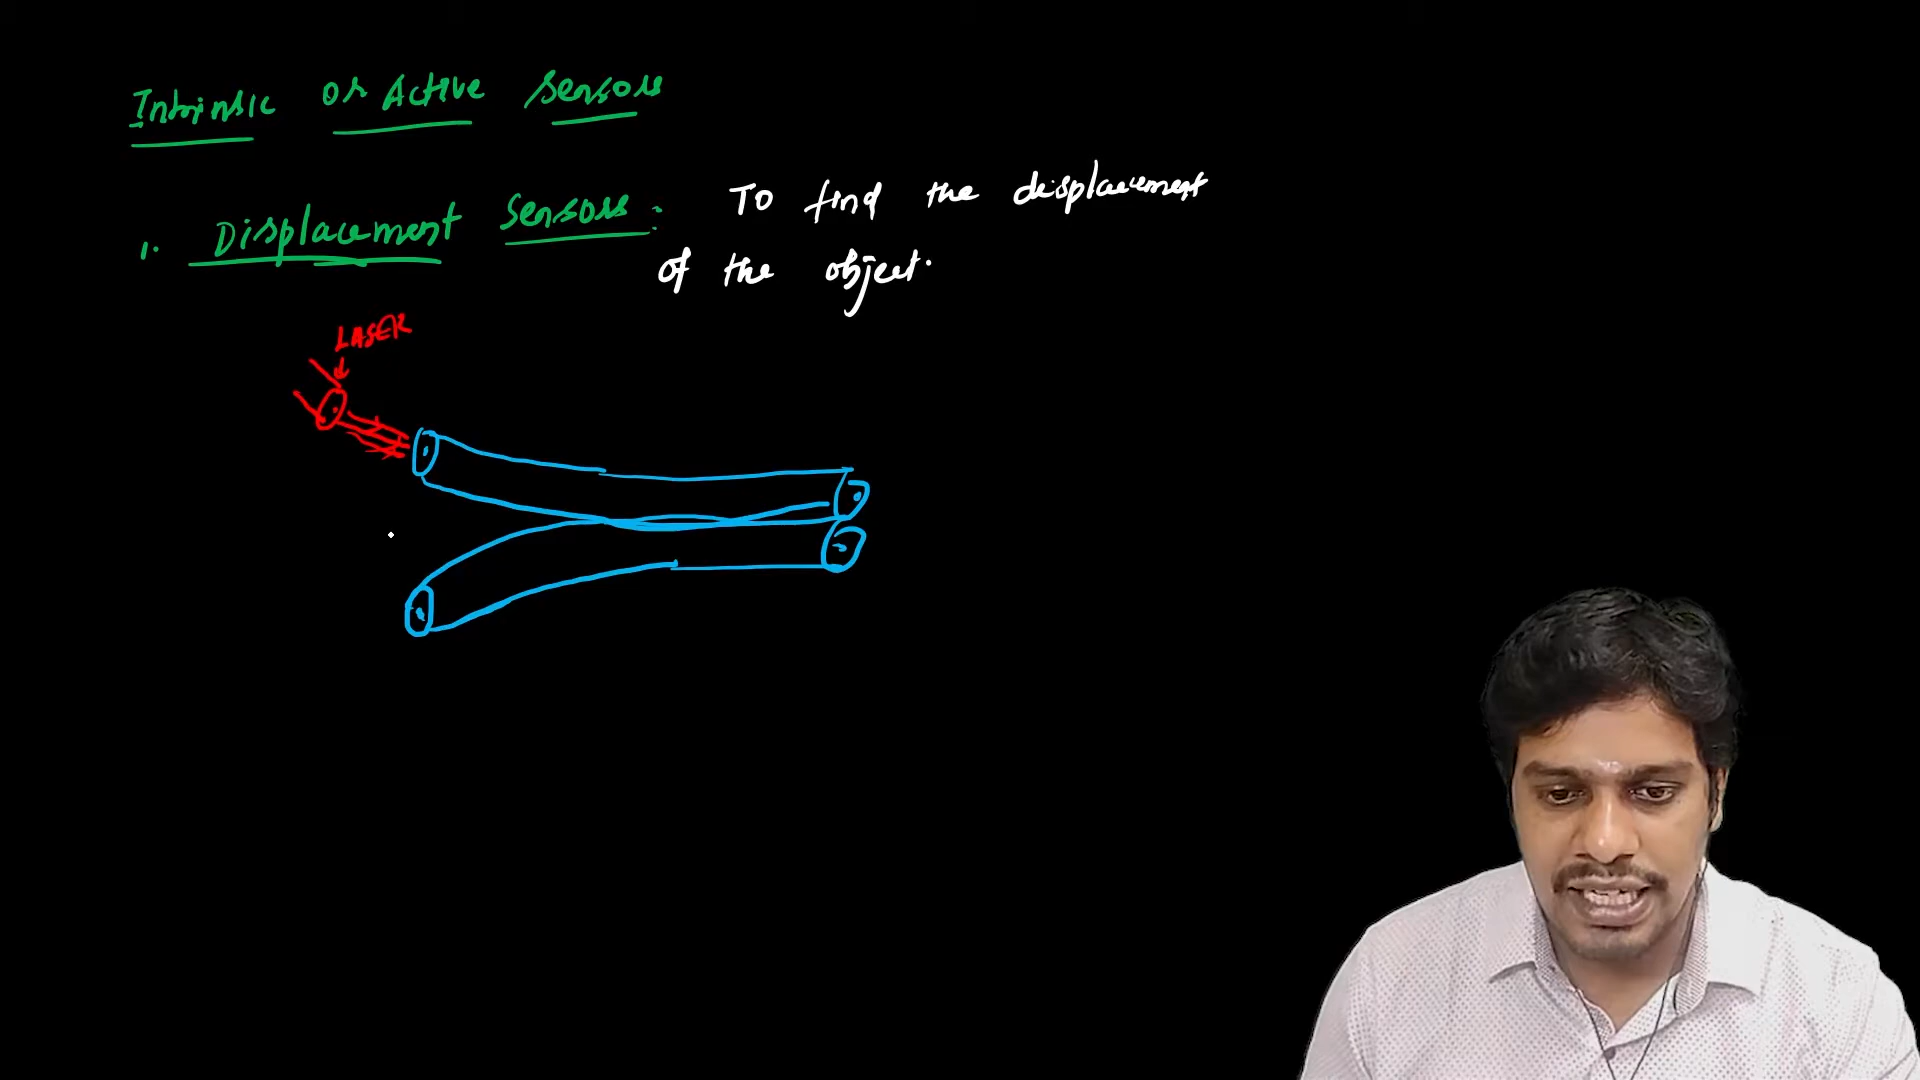 Intrinsic or Active sensors
1. Displacement sensors: To find the displacement
of the object.
LASER